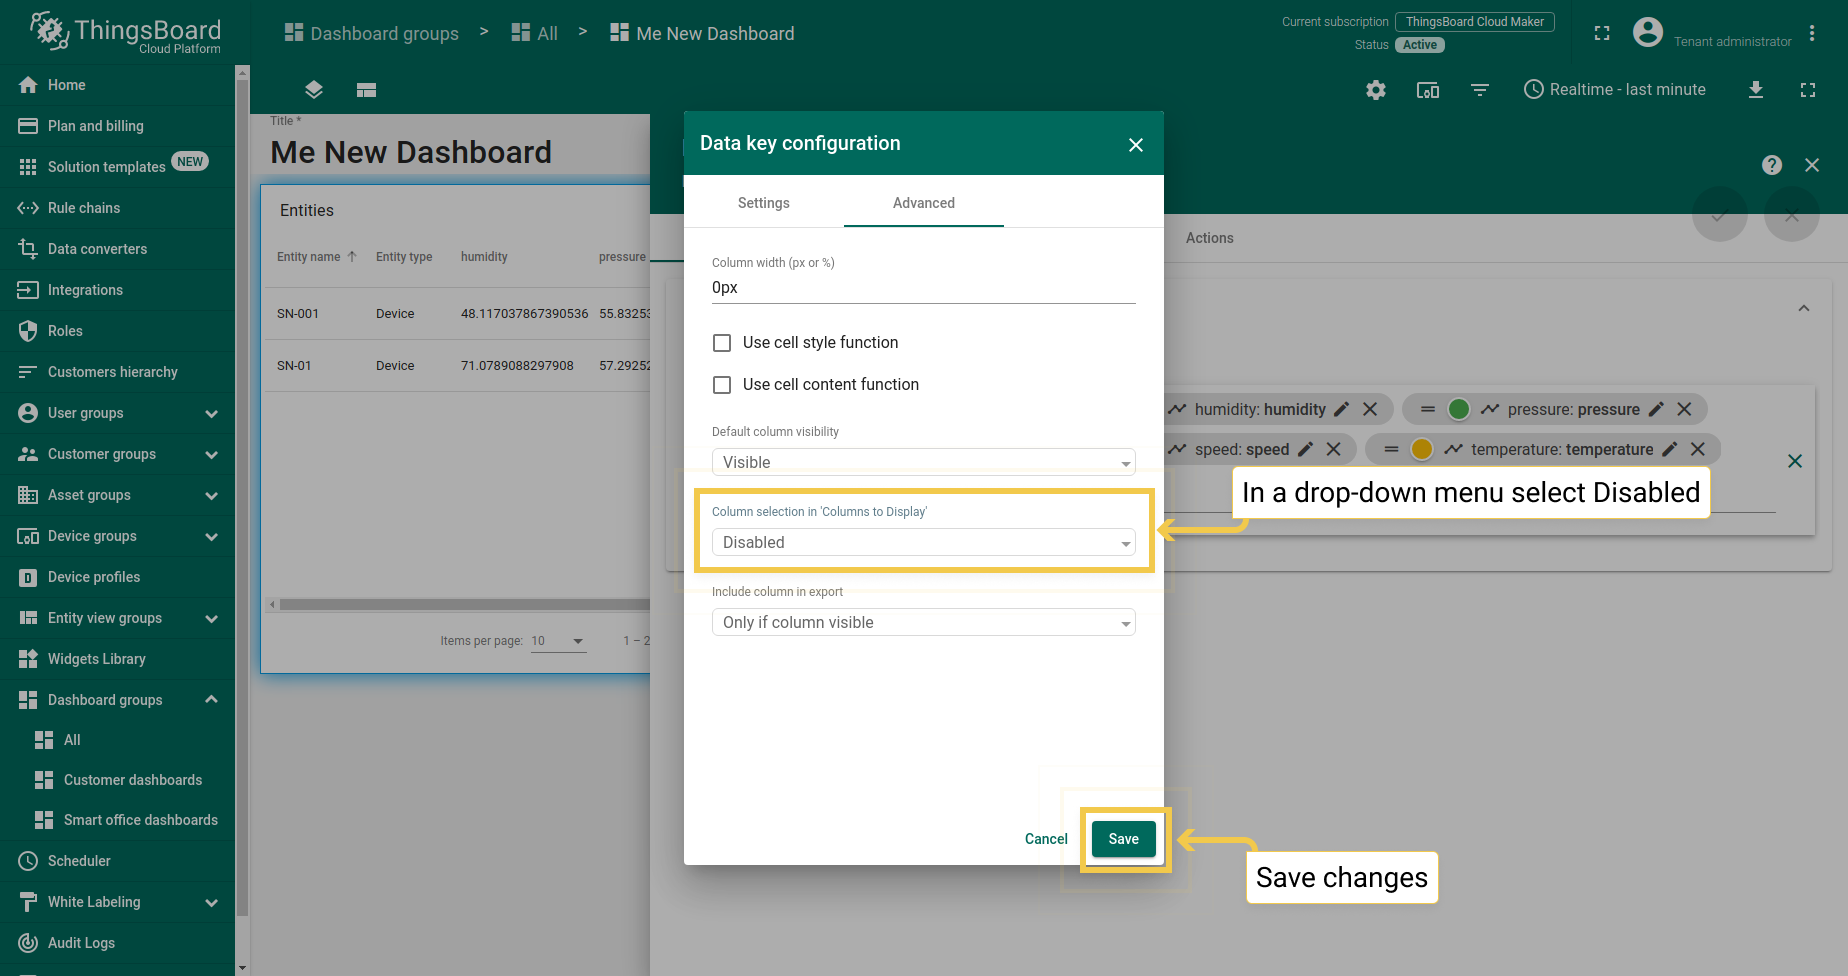 ThingsBoard
Cloud Platform
Dashboard groups > All > Me New Dashboard
Current subscription ThingsBoard Cloud Maker
Status Active
Tenant administrator
Home
Plan and billing
Solution templates NEW
Rule chains
Data converters
Integrations
Roles
Customers hierarchy
User groups
Customer groups
Asset groups
Device groups
Device profiles
Entity view groups
Widgets Library
Dashboard groups
All
Customer dashboards
Smart office dashboards
Scheduler
White Labeling
Audit Logs
Realtime - last minute
Title *
Me New Dashboard
Entities
Entity name Entity type humidity pressure
SN-001 Device 48.117037867390536 55.8325
SN-01 Device 71.0789088297908 57.29252
Items per page: 10 1 – 2
Data key configuration
Settings Advanced
Column width (px or %)
0px
Use cell style function
Use cell content function
Default column visibility
Visible
Column selection in 'Columns to Display'
Disabled
Include column in export
Only if column visible
Cancel Save
Actions
humidity: humidity pressure: pressure
speed: speed temperature: temperature
In a drop-down menu select Disabled
Save changes